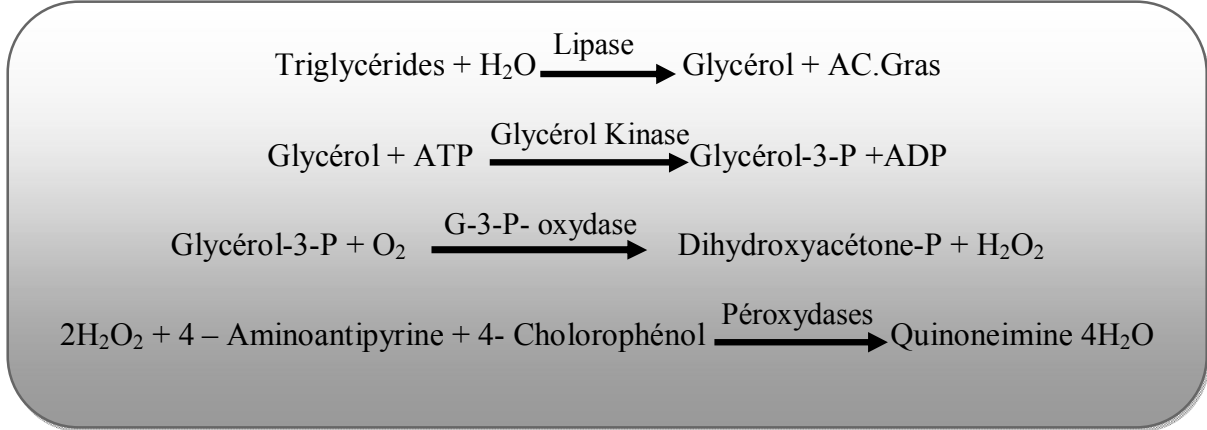 Lipase
Triglycérides + H₂O → Glycérol + AC.Gras
Glycérol Kinase
Glycérol + ATP → Glycérol-3-P +ADP
G-3-P- oxydase
Glycérol-3-P + O₂ → Dihydroxyacétone-P + H₂O₂
Péroxydases
2H₂O₂ + 4 – Aminoantipyrine + 4- Cholorophénol → Quinoneimine 4H₂O